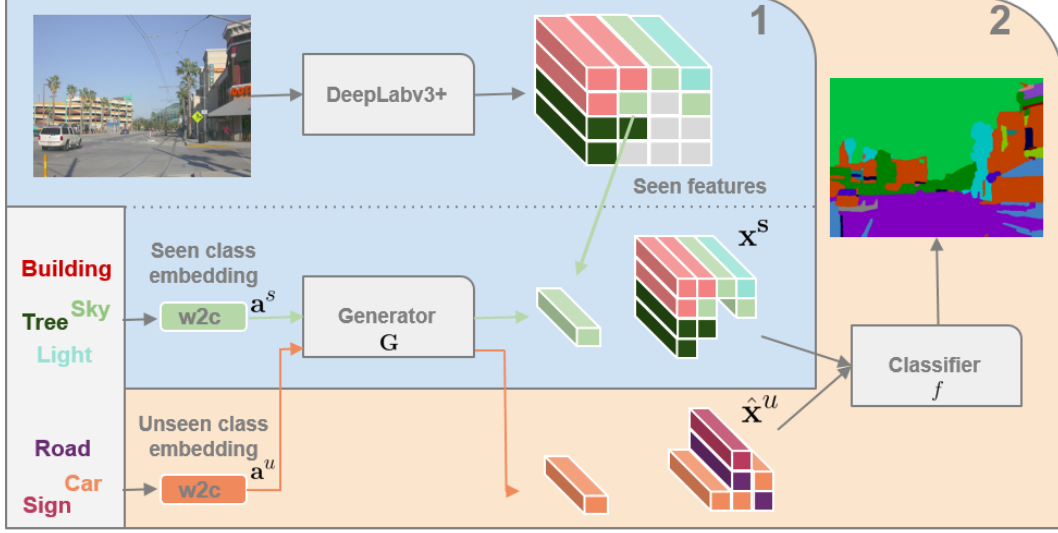 1
2
DeepLabv3+
Seen features
Building
Sky
Tree
Light
Seen class
embedding
w2c
a^s
Generator
G
x^s
Classifier
f
Road
Car
Sign
Unseen class
embedding
w2c
a^u
x̂^u